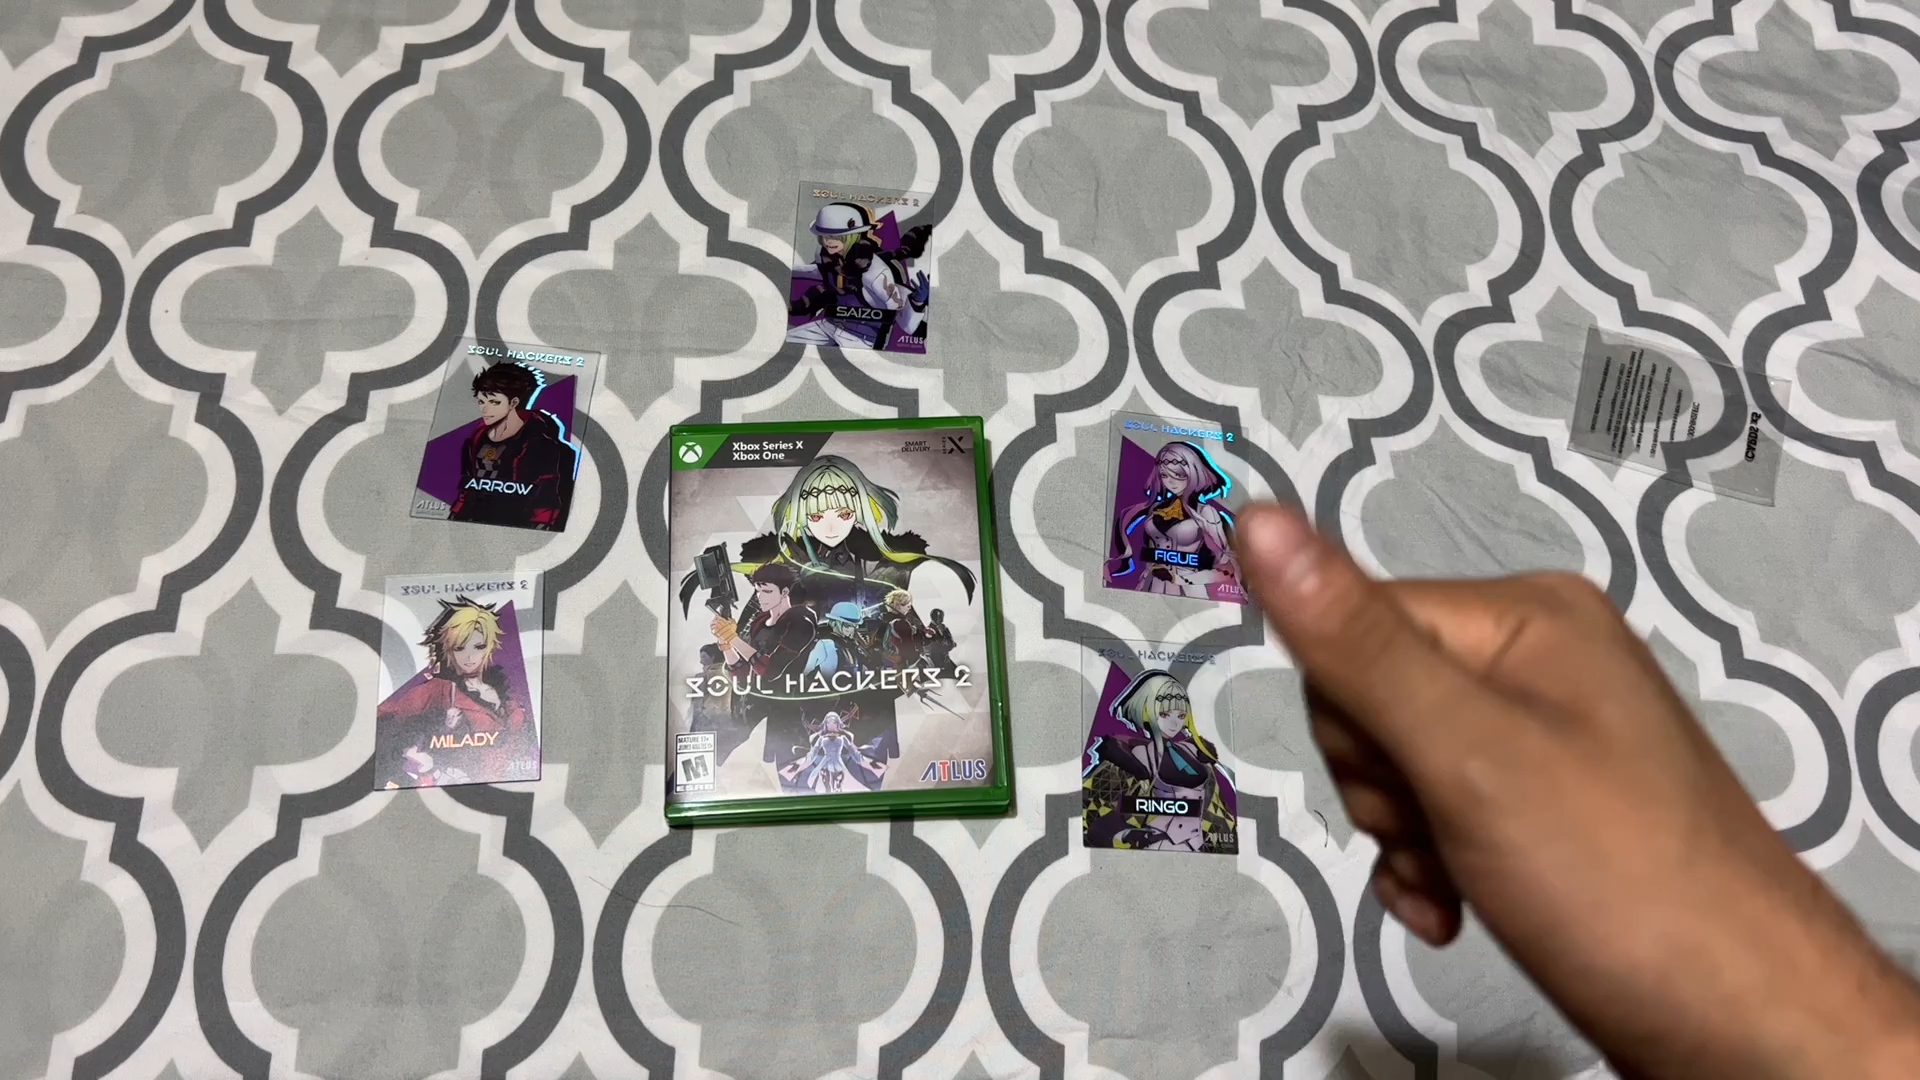 SOUL HACKERS 2
SAIZO
ATLUS
SOUL HACKERS 2
ARROW
ATLUS
Xbox Series X
Xbox One
SMART
DELIVERY
X
SOUL HACKERS 2
MATURE 17+
M
ESRB
ATLUS
SOUL HACKERS 2
FIGUE
ATLUS
SOUL HACKERS 2
MILADY
ATLUS
SOUL HACKERS 2
RINGO
ATLUS